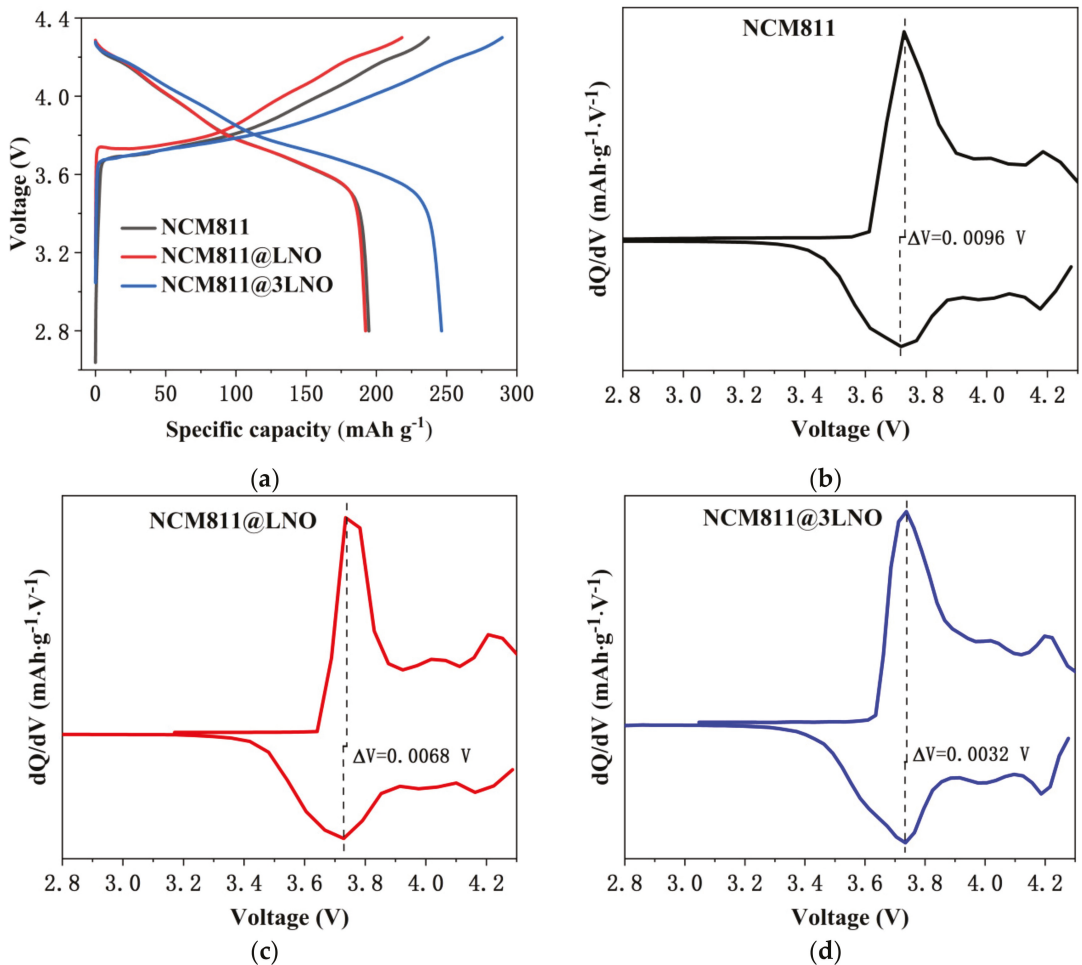 4.4
4.0
3.6
3.2
2.8
Voltage (V)
NCM811
NCM811@LNO
NCM811@3LNO
0 50 100 150 200 250 300
Specific capacity (mAh g⁻¹)
(a)
NCM811
dQ/dV (mAh·g⁻¹·V⁻¹)
ΔV=0.0096 V
2.8 3.0 3.2 3.4 3.6 3.8 4.0 4.2
Voltage (V)
(b)
NCM811@LNO
dQ/dV (mAh·g⁻¹·V⁻¹)
ΔV=0.0068 V
2.8 3.0 3.2 3.4 3.6 3.8 4.0 4.2
Voltage (V)
(c)
NCM811@3LNO
dQ/dV (mAh·g⁻¹·V⁻¹)
ΔV=0.0032 V
2.8 3.0 3.2 3.4 3.6 3.8 4.0 4.2
Voltage (V)
(d)